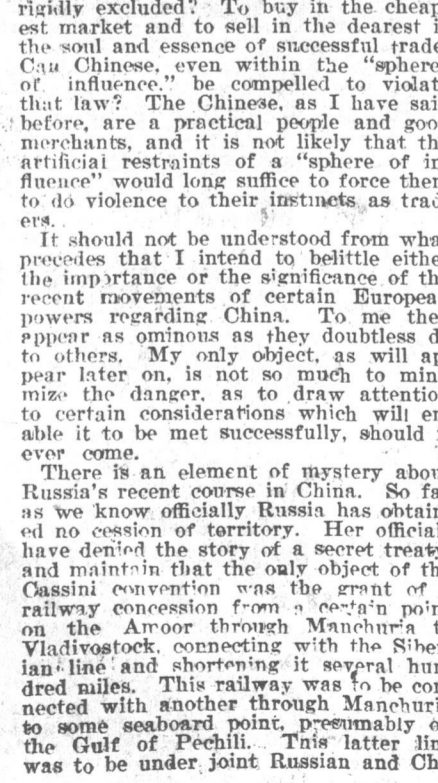 rigidly excluded? To buy in the cheap
est market and to sell in the dearest i
the soul and essence of successful trad
Can Chinese, even within the "sphere
of influence," be compelled to violat
that law? The Chinese, as I have sai
before, are a practical people and goo
merchants, and it is not likely that th
artificial restraints of a "sphere of in
fluence" would long suffice to force them
to do violence to their instincts as trad
ers.
It should not be understood from wha
precedes that I intend to belittle eithe
the importance or the significance of th
recent movements of certain Europea
powers regarding China. To me the
appear as ominous as they doubtless d
to others. My only object, as will ap
pear later on, is not so much to mini
mize the danger, as to draw attentio
to certain considerations which will en
able it to be met successfully, should
ever come.
There is an element of mystery abou
Russia's recent course in China. So fa
as we know officially Russia has obtain
ed no cession of territory. Her official
have denied the story of a secret treaty
and maintain that the only object of th
Cassini convention was the grant of
railway concession from a certain poin
on the Amoor through Manchuria t
Vladivostock, connecting with the Siber
ian line and shortening it several hun
dred miles. This railway was to be con
nected with another through Manchuri
to some seaboard point, presumably o
the Gulf of Pechili. This latter lin
was to be under joint Russian and Ch